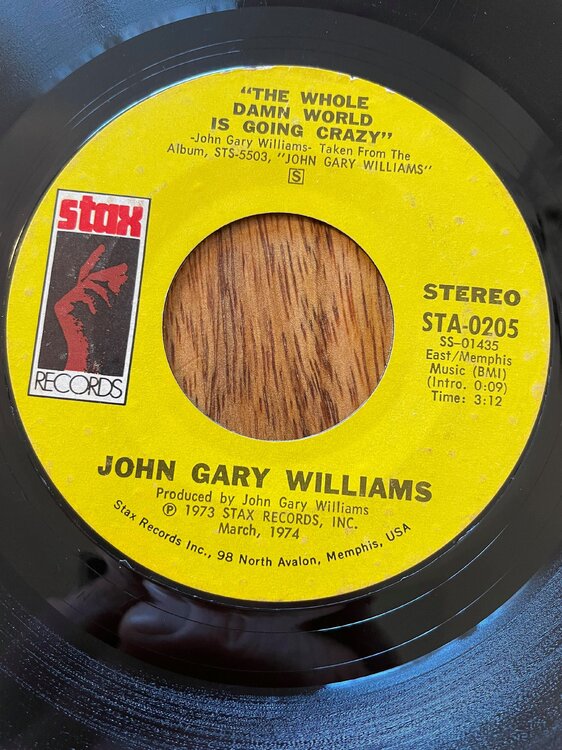 "THE WHOLE
DAMN WORLD
IS GOING CRAZY"
-John Gary Williams- Taken From The
Album, STS-5503, "JOHN GARY WILLIAMS"
S
stax
RECORDS
STEREO
STA-0205
SS-01435
East/Memphis
Music (BMI)
(Intro. 0:09)
Time: 3:12
JOHN GARY WILLIAMS
Produced by John Gary Williams
Ⓟ 1973 STAX RECORDS, INC.
March, 1974
Stax Records Inc., 98 North Avalon, Memphis, USA